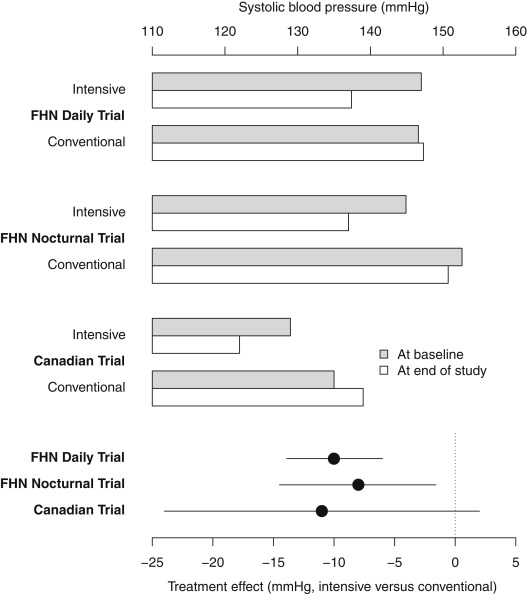 Systolic blood pressure (mmHg)
110 120 130 140 150 160
Intensive
FHN Daily Trial
Conventional
Intensive
FHN Nocturnal Trial
Conventional
Intensive
Canadian Trial
Conventional
At baseline
At end of study
FHN Daily Trial
FHN Nocturnal Trial
Canadian Trial
−25 −20 −15 −10 −5 0 5
Treatment effect (mmHg, intensive versus conventional)